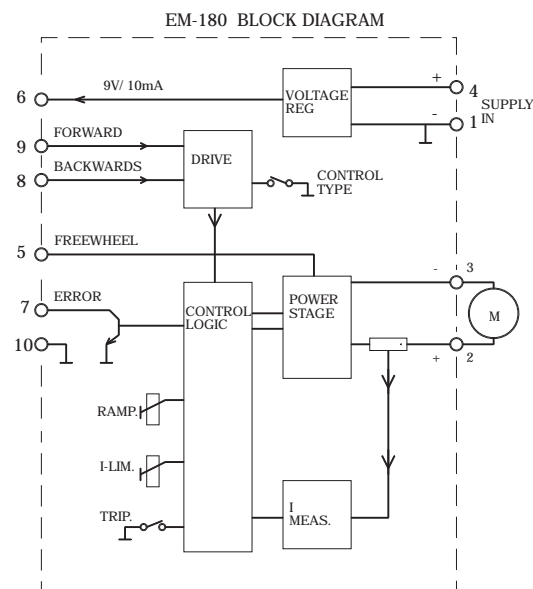 EM-180 BLOCK DIAGRAM
9V/ 10mA
6
VOLTAGE
REG
+
4
SUPPLY
IN
-
1
9
FORWARD
8
BACKWARDS
DRIVE
CONTROL
TYPE
5
FREEWHEEL
7
ERROR
10
CONTROL
LOGIC
POWER
STAGE
-
3
M
+
2
RAMP.
I-LIM.
TRIP.
I
MEAS.